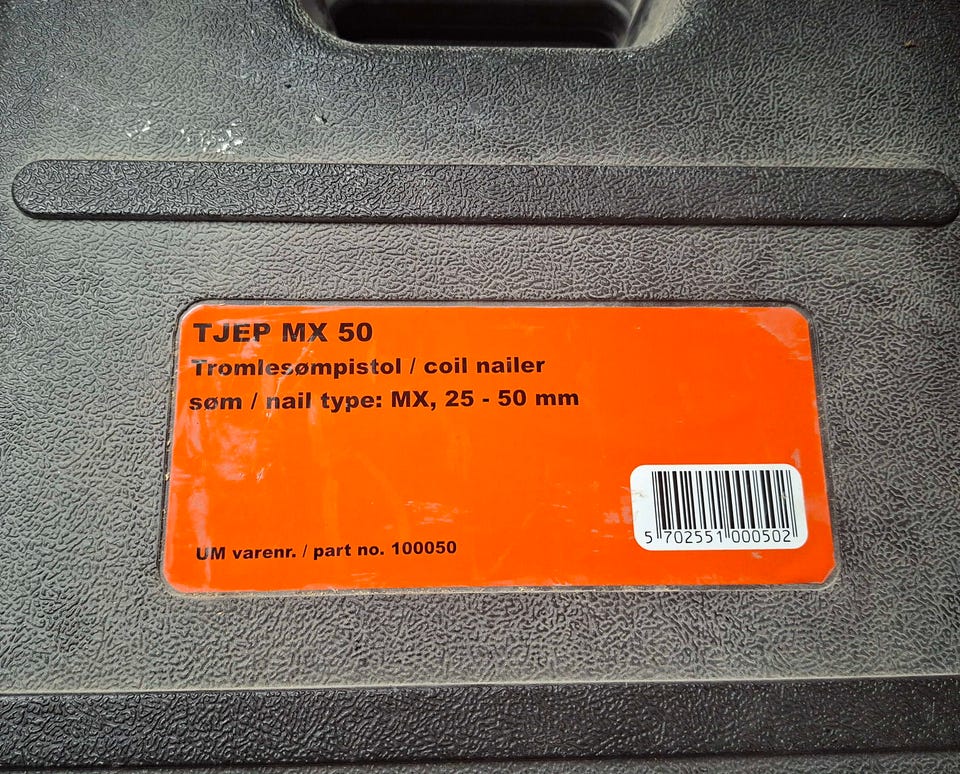 TJEP MX 50
Tromlesømpistol / coil nailer
søm / nail type: MX, 25 - 50 mm
UM varenr. / part no. 100050
5 702551 000502